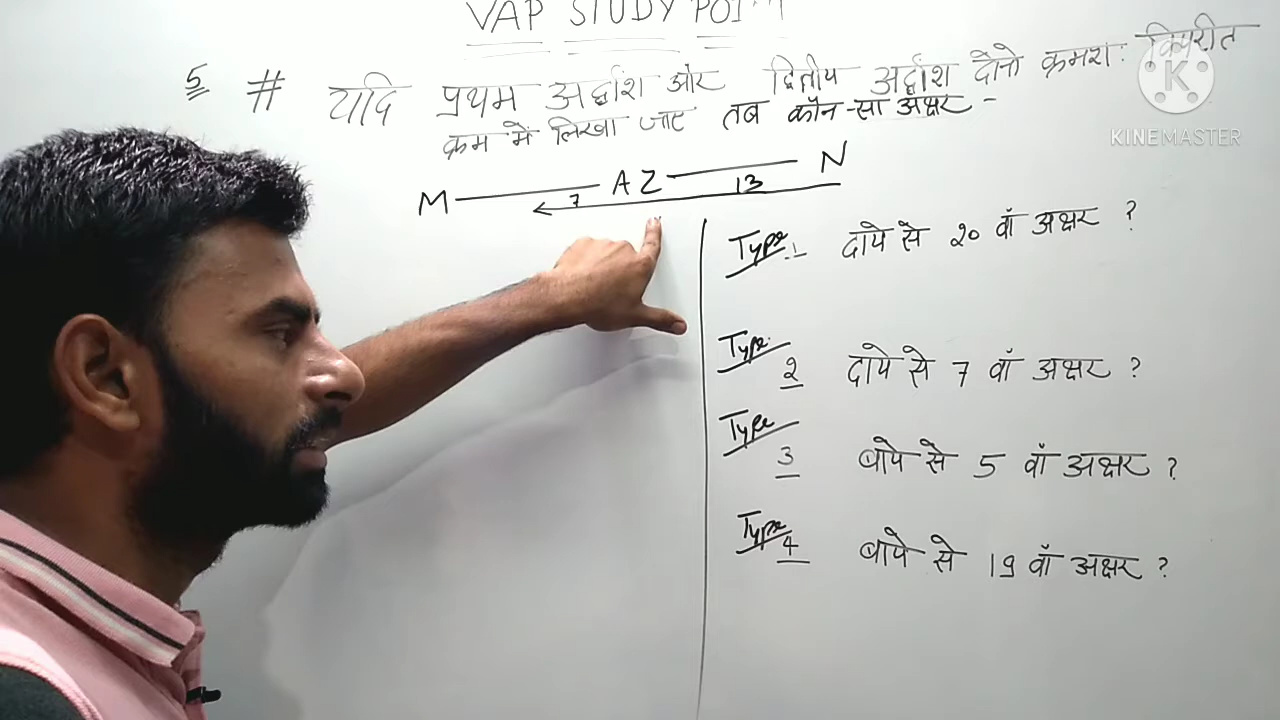 VAP STUDY POINT
5 # यदि प्रथम अर्द्धांश और द्वितीय अर्द्धांश दोनो क्रमशः विपरीत
क्रम में लिखा जाए तब कौन-सा अक्षर -
M AZ N
7 13
Type-1 दाये से 20 वाँ अक्षर ?
Type 2 दाये से 7 वाँ अक्षर ?
Type 3 बाये से 5 वाँ अक्षर ?
Type 4 बाये से 19 वाँ अक्षर ?
K
KINEMASTER